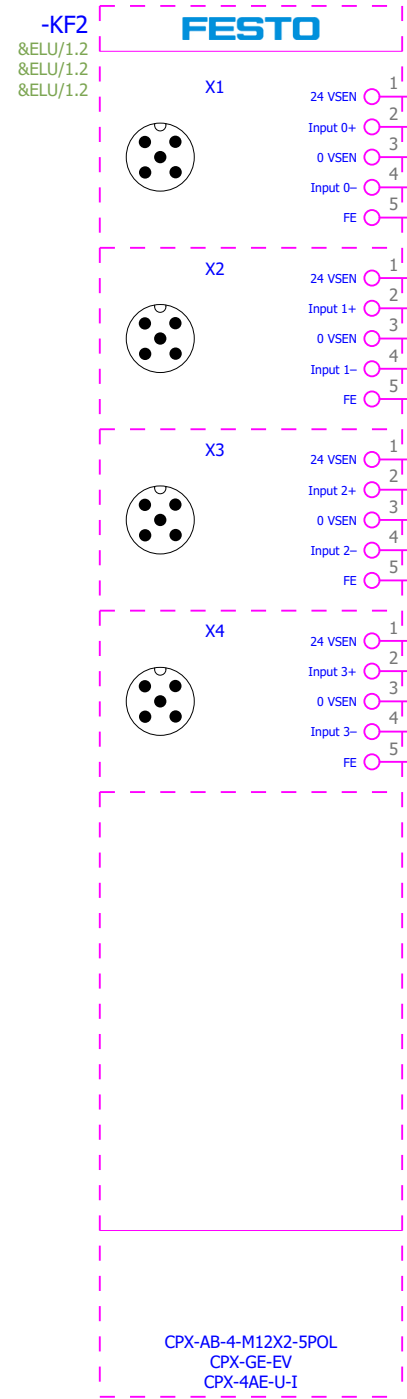 -KF2
FESTO
&ELU/1.2
&ELU/1.2
&ELU/1.2
X1
24 VSEN 1
Input 0+ 2
0 VSEN 3
Input 0– 4
FE 5
X2
24 VSEN 1
Input 1+ 2
0 VSEN 3
Input 1– 4
FE 5
X3
24 VSEN 1
Input 2+ 2
0 VSEN 3
Input 2– 4
FE 5
X4
24 VSEN 1
Input 3+ 2
0 VSEN 3
Input 3– 4
FE 5
CPX-AB-4-M12X2-5POL
CPX-GE-EV
CPX-4AE-U-I